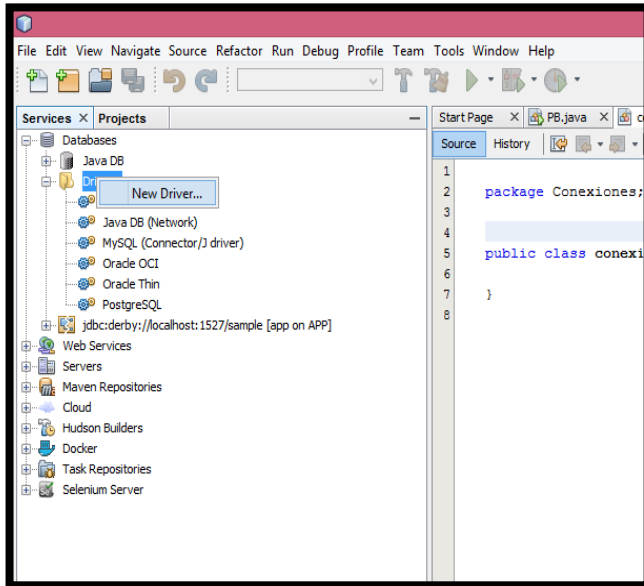 File Edit View Navigate Source Refactor Run Debug Profile Team Tools Window Help
Services Projects
Databases
Java DB
New Driver...
Java DB (Network)
MySQL (Connector/J driver)
Oracle OCI
Oracle Thin
PostgreSQL
jdbc:derby://localhost:1527/sample [app on APP]
Web Services
Servers
Maven Repositories
Cloud
Hudson Builders
Docker
Task Repositories
Selenium Server
Start Page PB.java
Source History
1
2 package Conexiones;
3
4
5 public class conexi
6
7 }
8